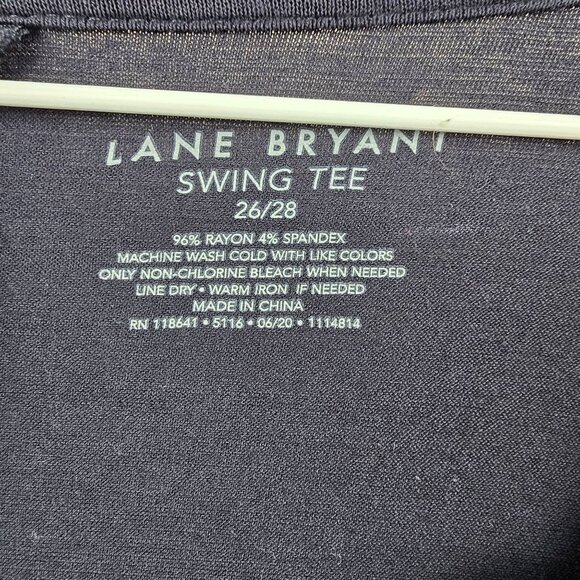 LANE BRYANT
SWING TEE
26/28
96% RAYON 4% SPANDEX
MACHINE WASH COLD WITH LIKE COLORS
ONLY NON-CHLORINE BLEACH WHEN NEEDED
LINE DRY • WARM IRON IF NEEDED
MADE IN CHINA
RN 118641 • 5116 • 06/20 • 1114814